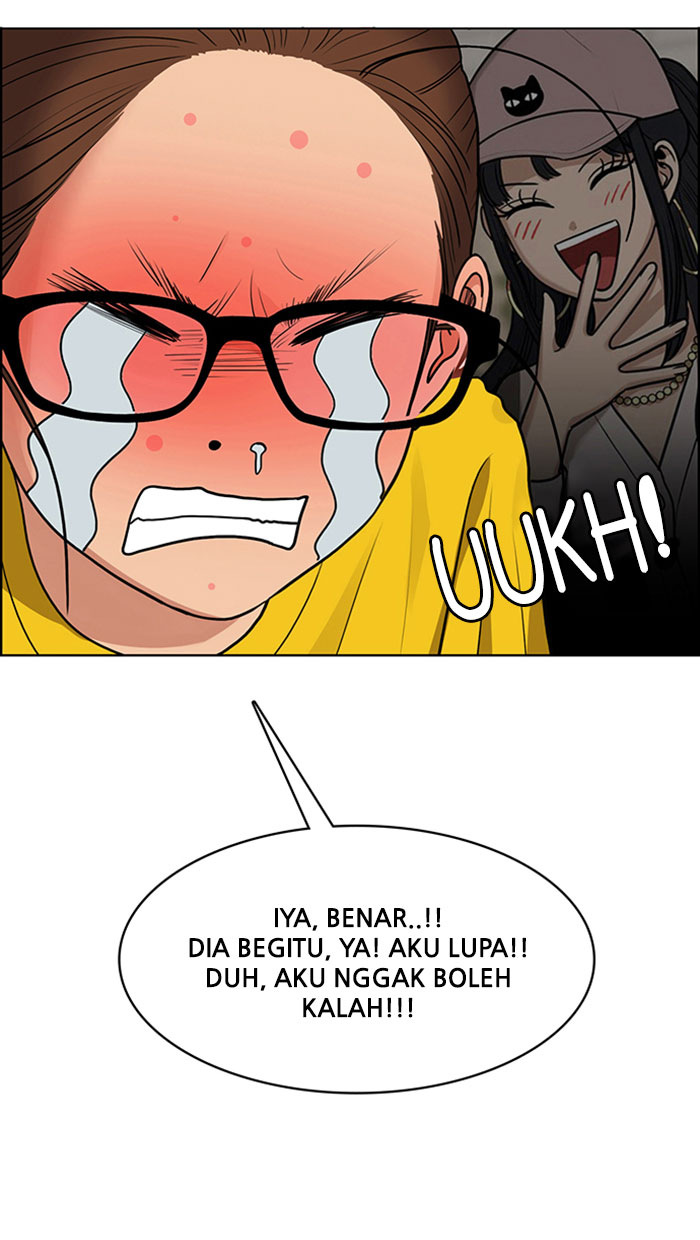 UUKH!
IYA, BENAR..!!
DIA BEGITU, YA! AKU LUPA!!
DUH, AKU NGGAK BOLEH
KALAH!!!